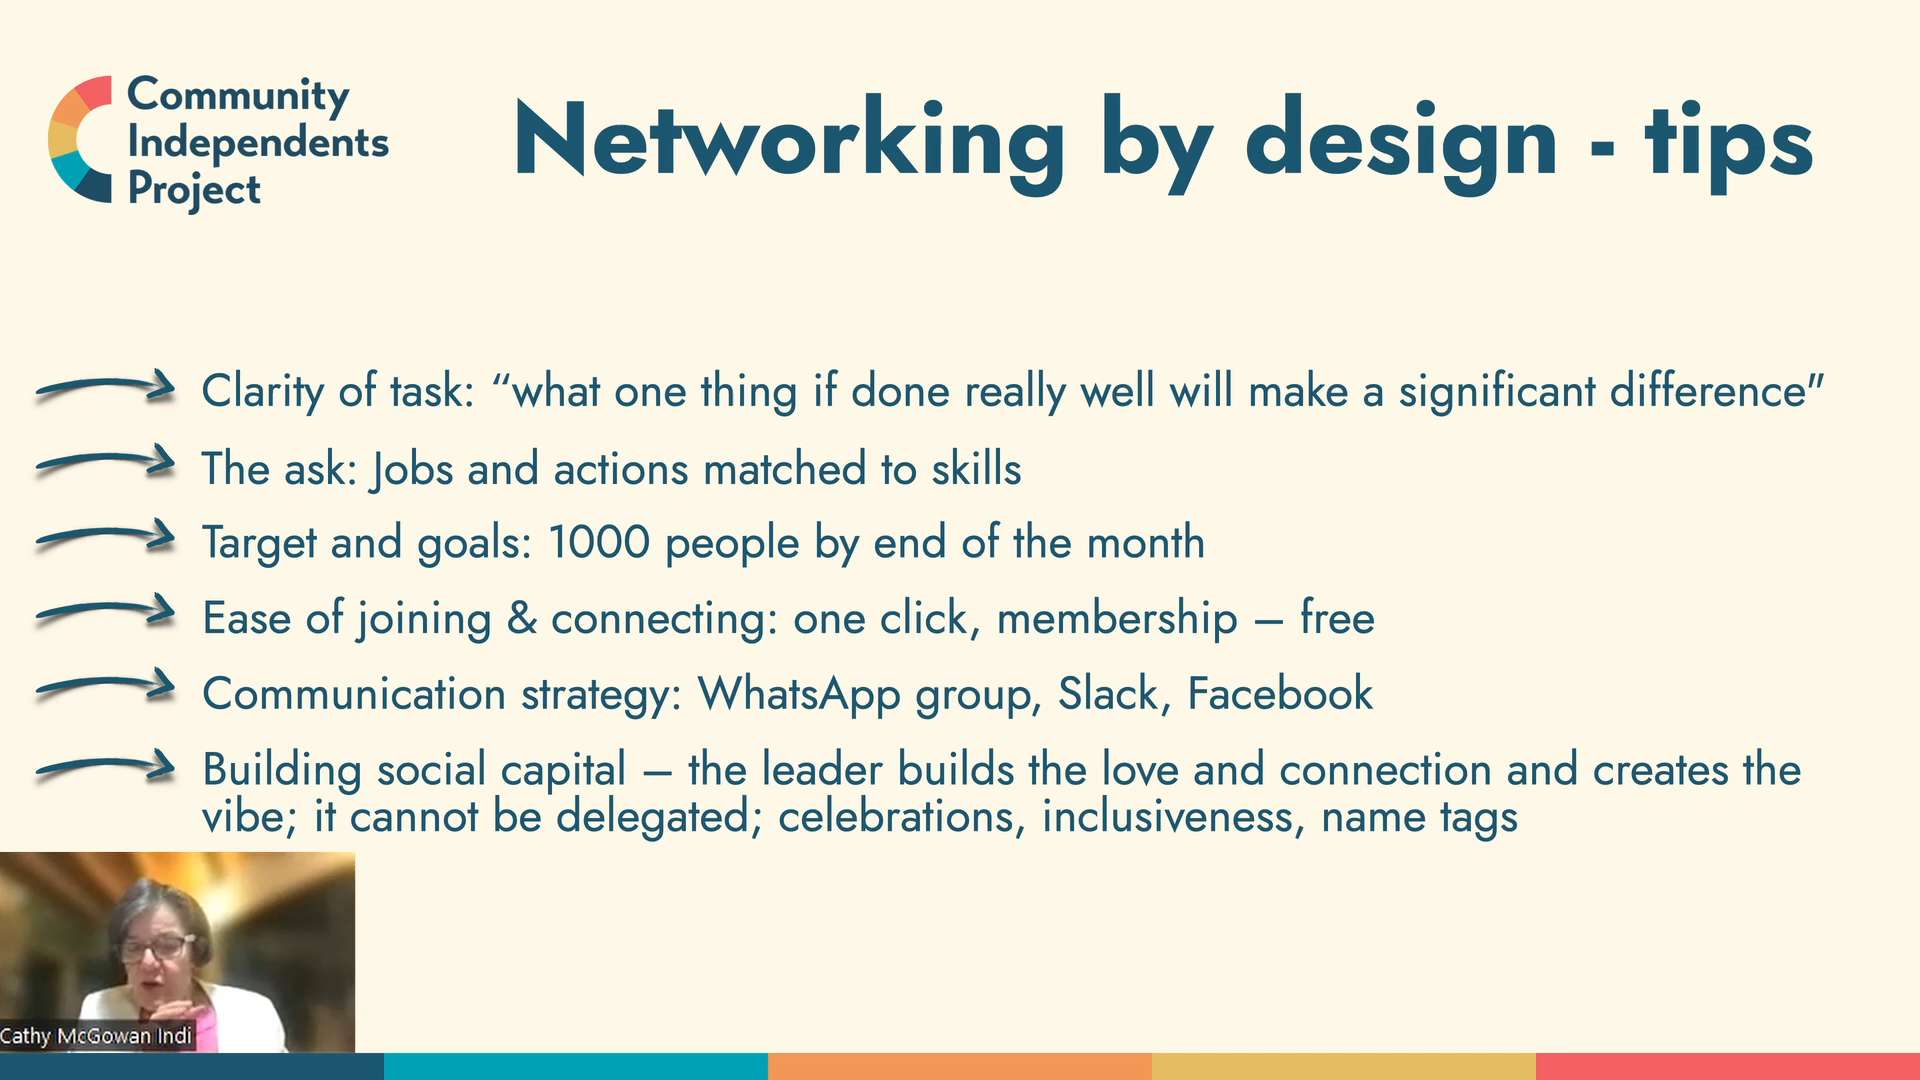 Community
Independents
Project
Networking by design - tips
Clarity of task: “what one thing if done really well will make a significant difference"
The ask: Jobs and actions matched to skills
Target and goals: 1000 people by end of the month
Ease of joining & connecting: one click, membership – free
Communication strategy: WhatsApp group, Slack, Facebook
Building social capital – the leader builds the love and connection and creates the
vibe; it cannot be delegated; celebrations, inclusiveness, name tags
Cathy McGowan Indi